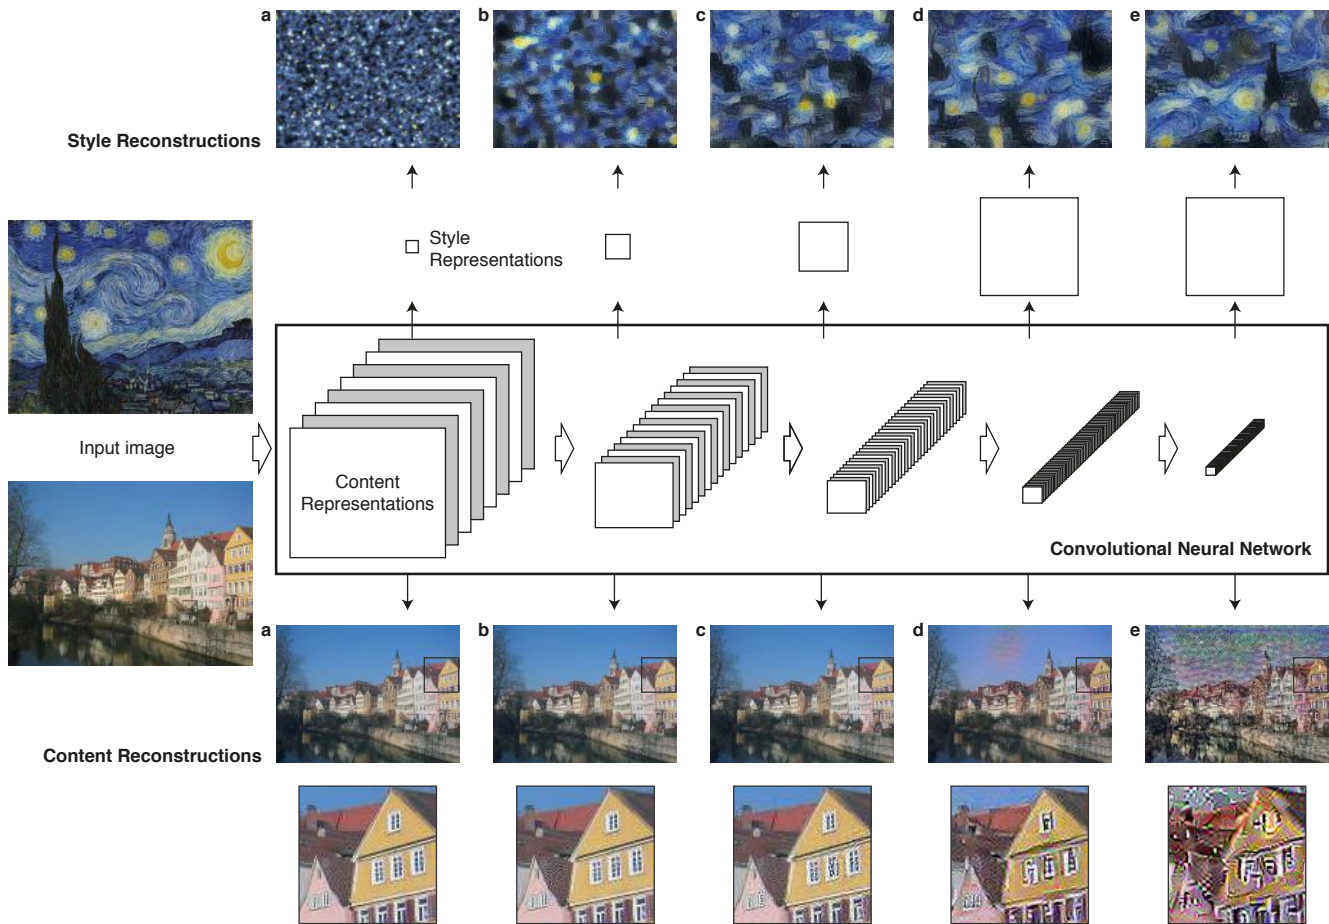 a
b
c
d
e
Style Reconstructions
Style
Representations
Input image
Content
Representations
Convolutional Neural Network
a
b
c
d
e
Content Reconstructions